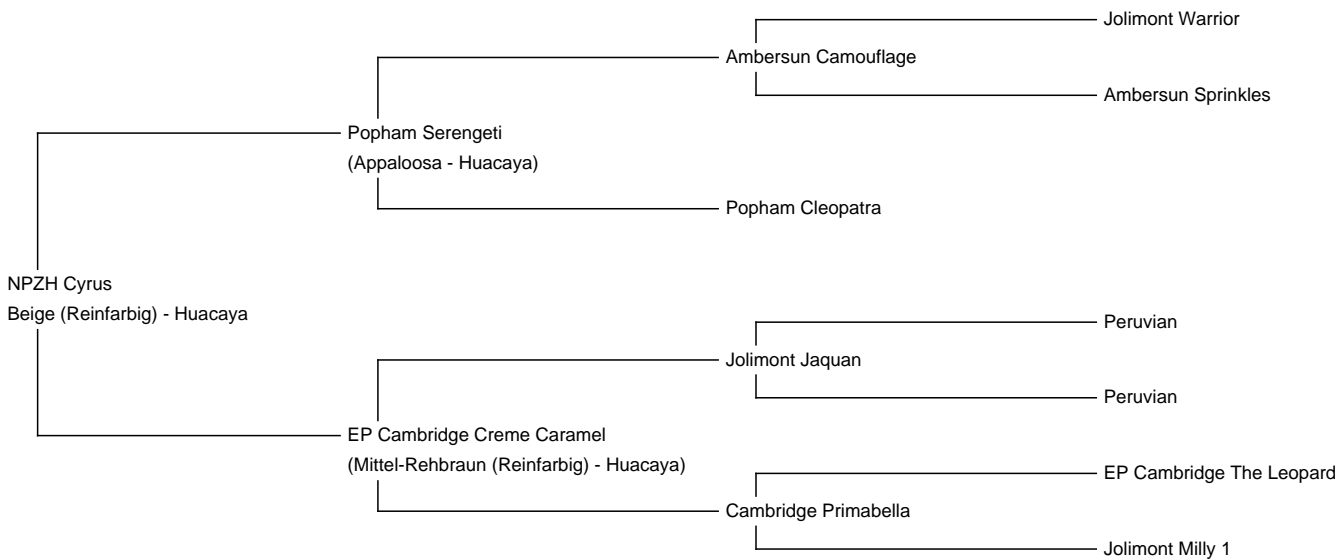 Jolimont Warrior
Ambersun Camouflage
Ambersun Sprinkles
Popham Serengeti
(Appaloosa - Huacaya)
Popham Cleopatra
NPZH Cyrus
Beige (Reinfarbig) - Huacaya
Peruvian
Jolimont Jaquan
Peruvian
EP Cambridge Creme Caramel
(Mittel-Rehbraun (Reinfarbig) - Huacaya)
EP Cambridge The Leopard
Cambridge Primabella
Jolimont Milly 1